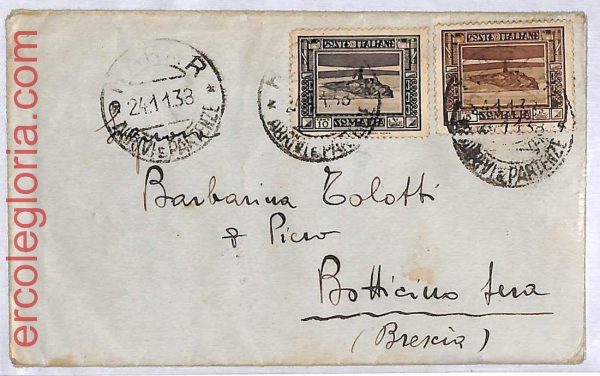 ercolegloria.com
24.11.38
ARRIVI E PARTENZE
POSTE ITALIANE
10
SOMALIA
POSTE ITALIANE
SOMALIA
ARRIVI E PARTENZE
ARRIVI E PARTENZE
Barbarina Tolotti
& Piero
Botticino sera
(Brescia)